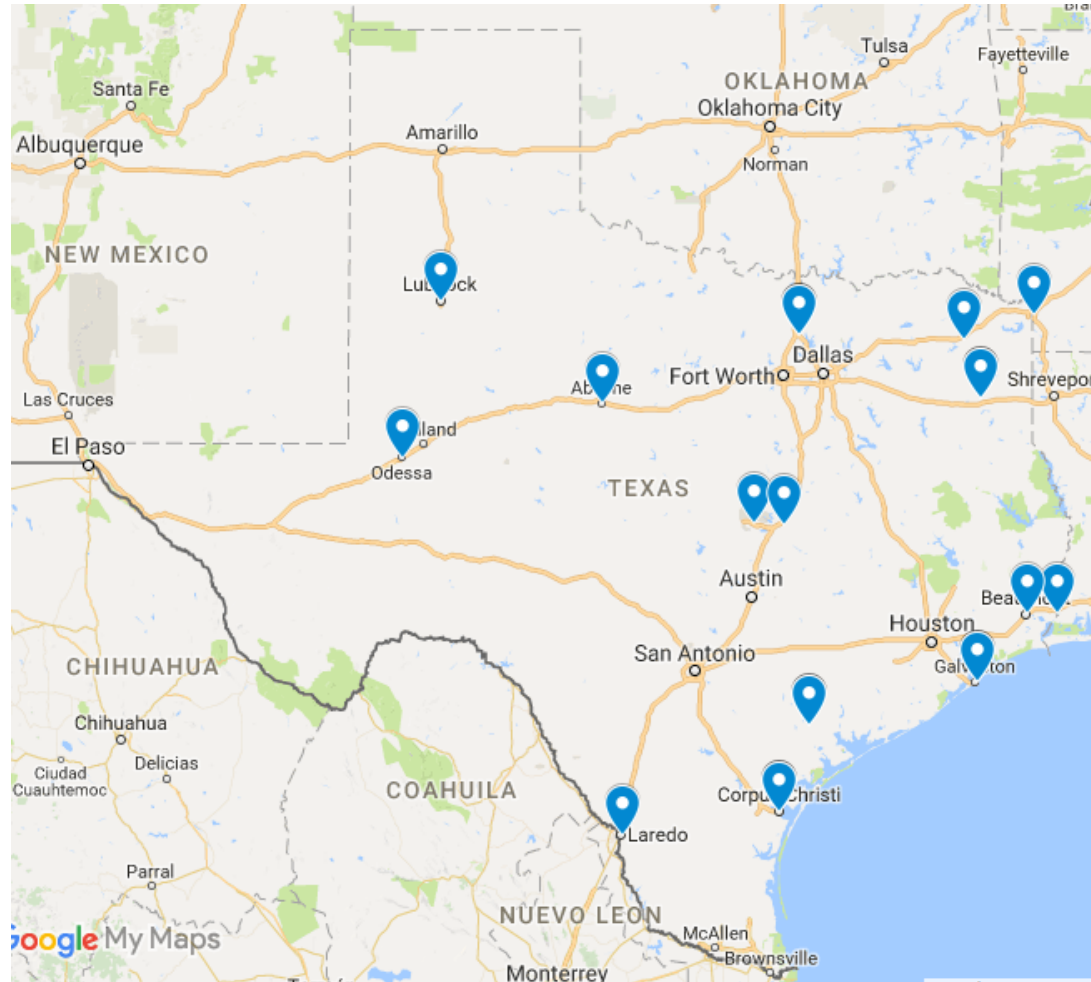 Bra
Tulsa
Fayetteville
Santa Fe
OKLAHOMA
Oklahoma City
Amarillo
Albuquerque
Norman
NEW MEXICO
Dallas
Fort Worth
Las Cruces
El Paso
Odessa
TEXAS
Austin
Houston
San Antonio
CHIHUAHUA
Chihuahua
Delicias
Ciudad
Cuauhtemoc
COAHUILA
Laredo
Parral
NUEVO LEON
Google My Maps
McAllen
Brownsville
Monterrey